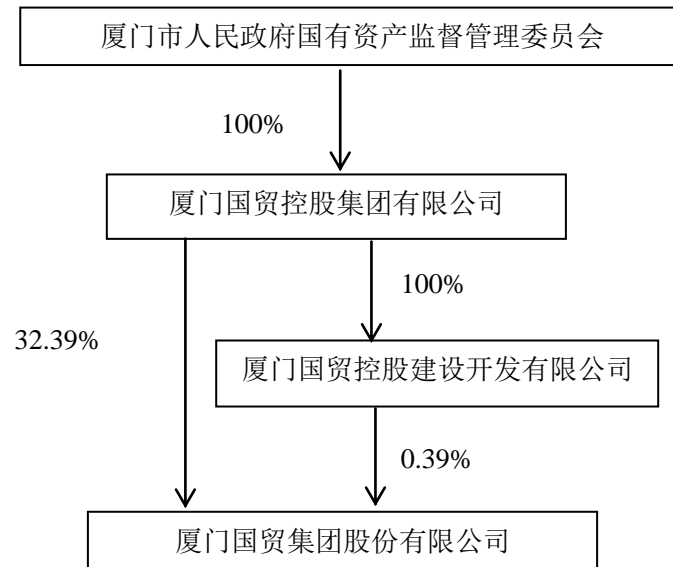 厦门市人民政府国有资产监督管理委员会
100%
厦门国贸控股集团有限公司
100%
32.39%
厦门国贸控股建设开发有限公司
0.39%
厦门国贸集团股份有限公司